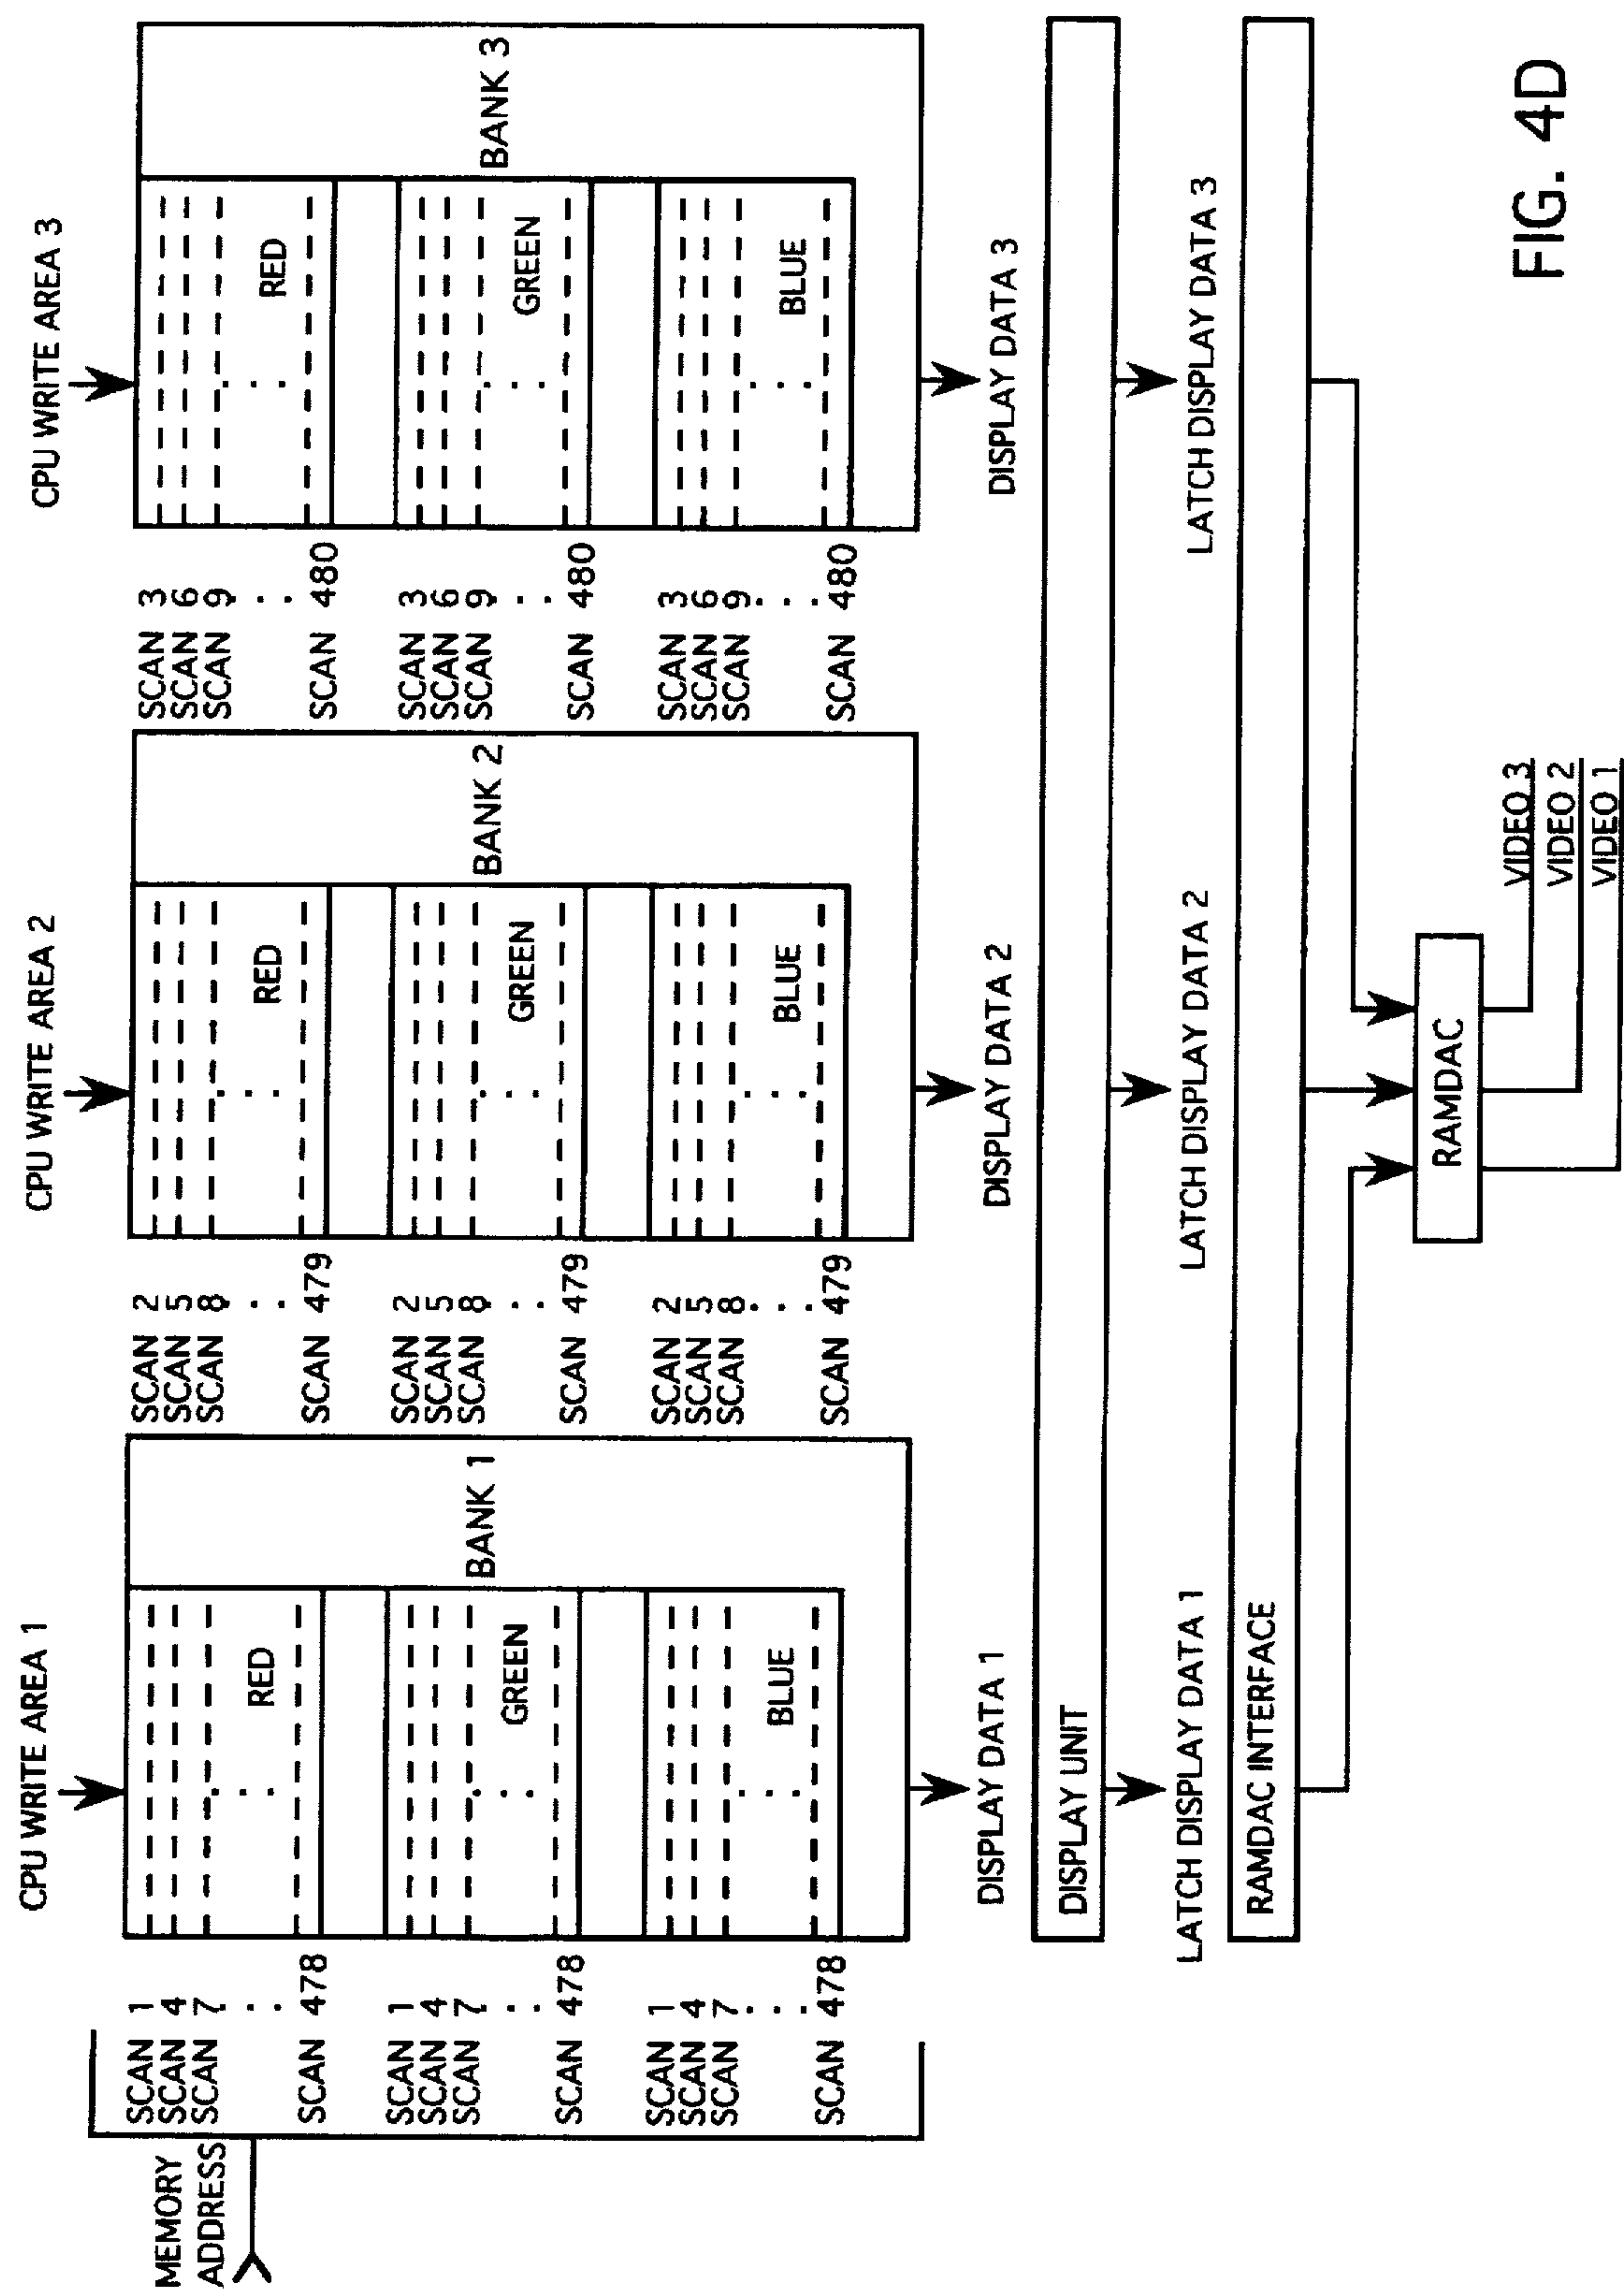 CPU WRITE AREA 1
CPU WRITE AREA 2
CPU WRITE AREA 3
MEMORY
ADDRESS
SCAN 1
SCAN 4
SCAN 7
SCAN 478
RED
SCAN 1
SCAN 4
SCAN 7
SCAN 478
GREEN
SCAN 1
SCAN 4
SCAN 7
SCAN 478
BLUE
BANK 1
SCAN 2
SCAN 5
SCAN 8
SCAN 479
RED
SCAN 2
SCAN 5
SCAN 8
SCAN 479
GREEN
SCAN 2
SCAN 5
SCAN 8
SCAN 479
BLUE
BANK 2
SCAN 3
SCAN 6
SCAN 9
SCAN 480
RED
SCAN 3
SCAN 6
SCAN 9
SCAN 480
GREEN
SCAN 3
SCAN 6
SCAN 9
SCAN 480
BLUE
BANK 3
DISPLAY DATA 1
DISPLAY DATA 2
DISPLAY DATA 3
DISPLAY UNIT
LATCH DISPLAY DATA 1
LATCH DISPLAY DATA 2
LATCH DISPLAY DATA 3
RAMDAC INTERFACE
RAMDAC
VIDEO 3
VIDEO 2
VIDEO 1
FIG. 4D